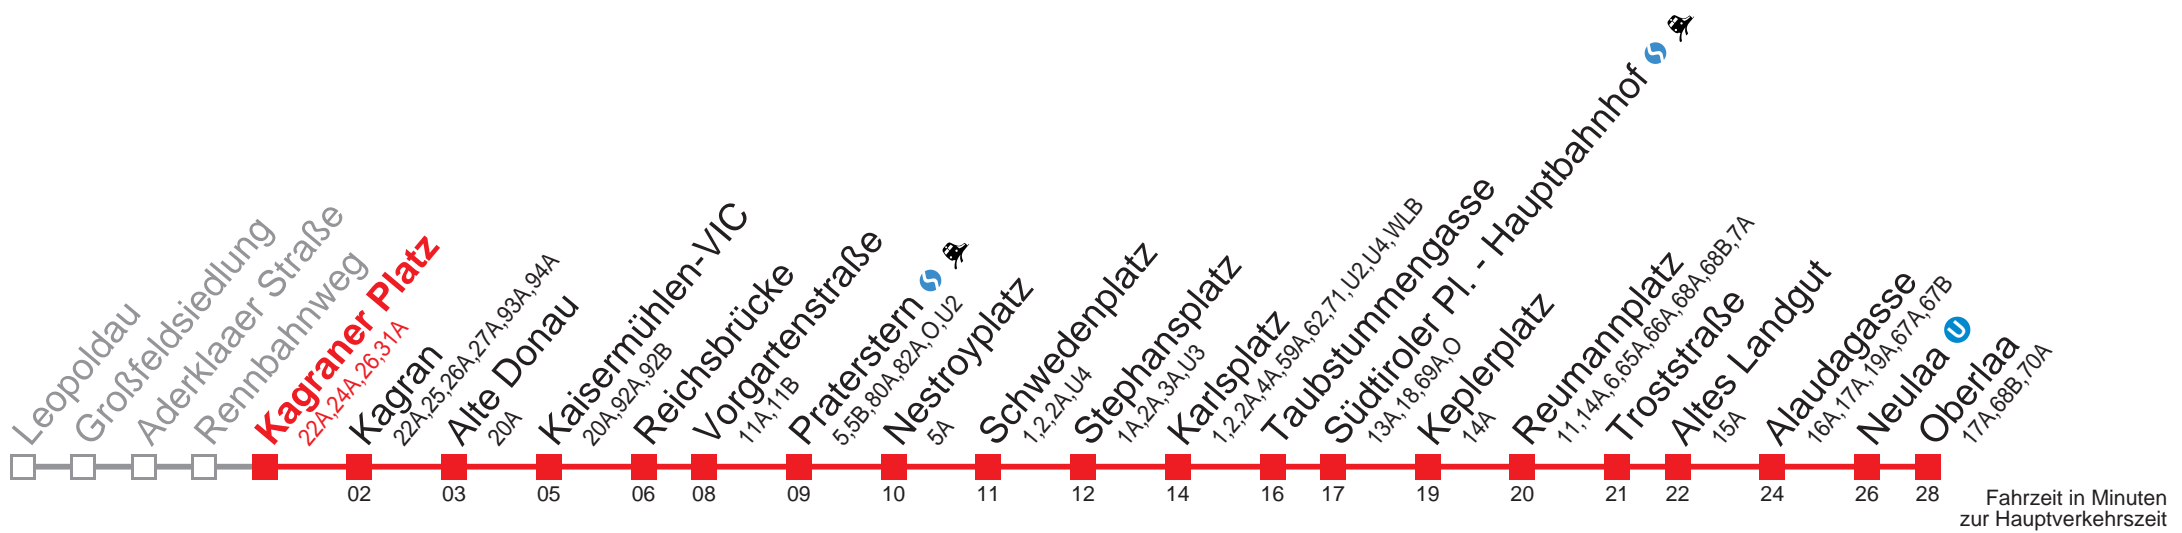 Leopoldau
Großfeldsiedlung
Aderklaaer Straße
Rennbahnweg
Kagraner Platz
22A,24A,26,31A
Kagran
22A,25,26A,27A,93A,94A
Alte Donau
20A
Kaisermühlen-VIC
20A,92A,92B
Reichsbrücke
Vorgartenstraße
11A,11B
Praterstern
5,5B,80A,82A,O,U2
Nestroyplatz
5A
Schwedenplatz
1,2,2A,U4
Stephansplatz
1A,2A,3A,U3
Karlsplatz
1,2,2A,4A,59A,62,71,U2,U4,WLB
Taubstummengasse
Südtiroler Pl. - Hauptbahnhof
13A,18,69A,O
Keplerplatz
14A
Reumannplatz
11,14A,6,65A,66A,68A,68B,7A
Troststraße
Altes Landgut
15A
Alaudagasse
16A,17A,19A,67A,67B
Neulaa U
Oberlaa
17A,68B,70A
02 03 05 06 08 09 10 11 12 14 16 17 19 20 21 22 24 26 28
Fahrzeit in Minuten
zur Hauptverkehrszeit